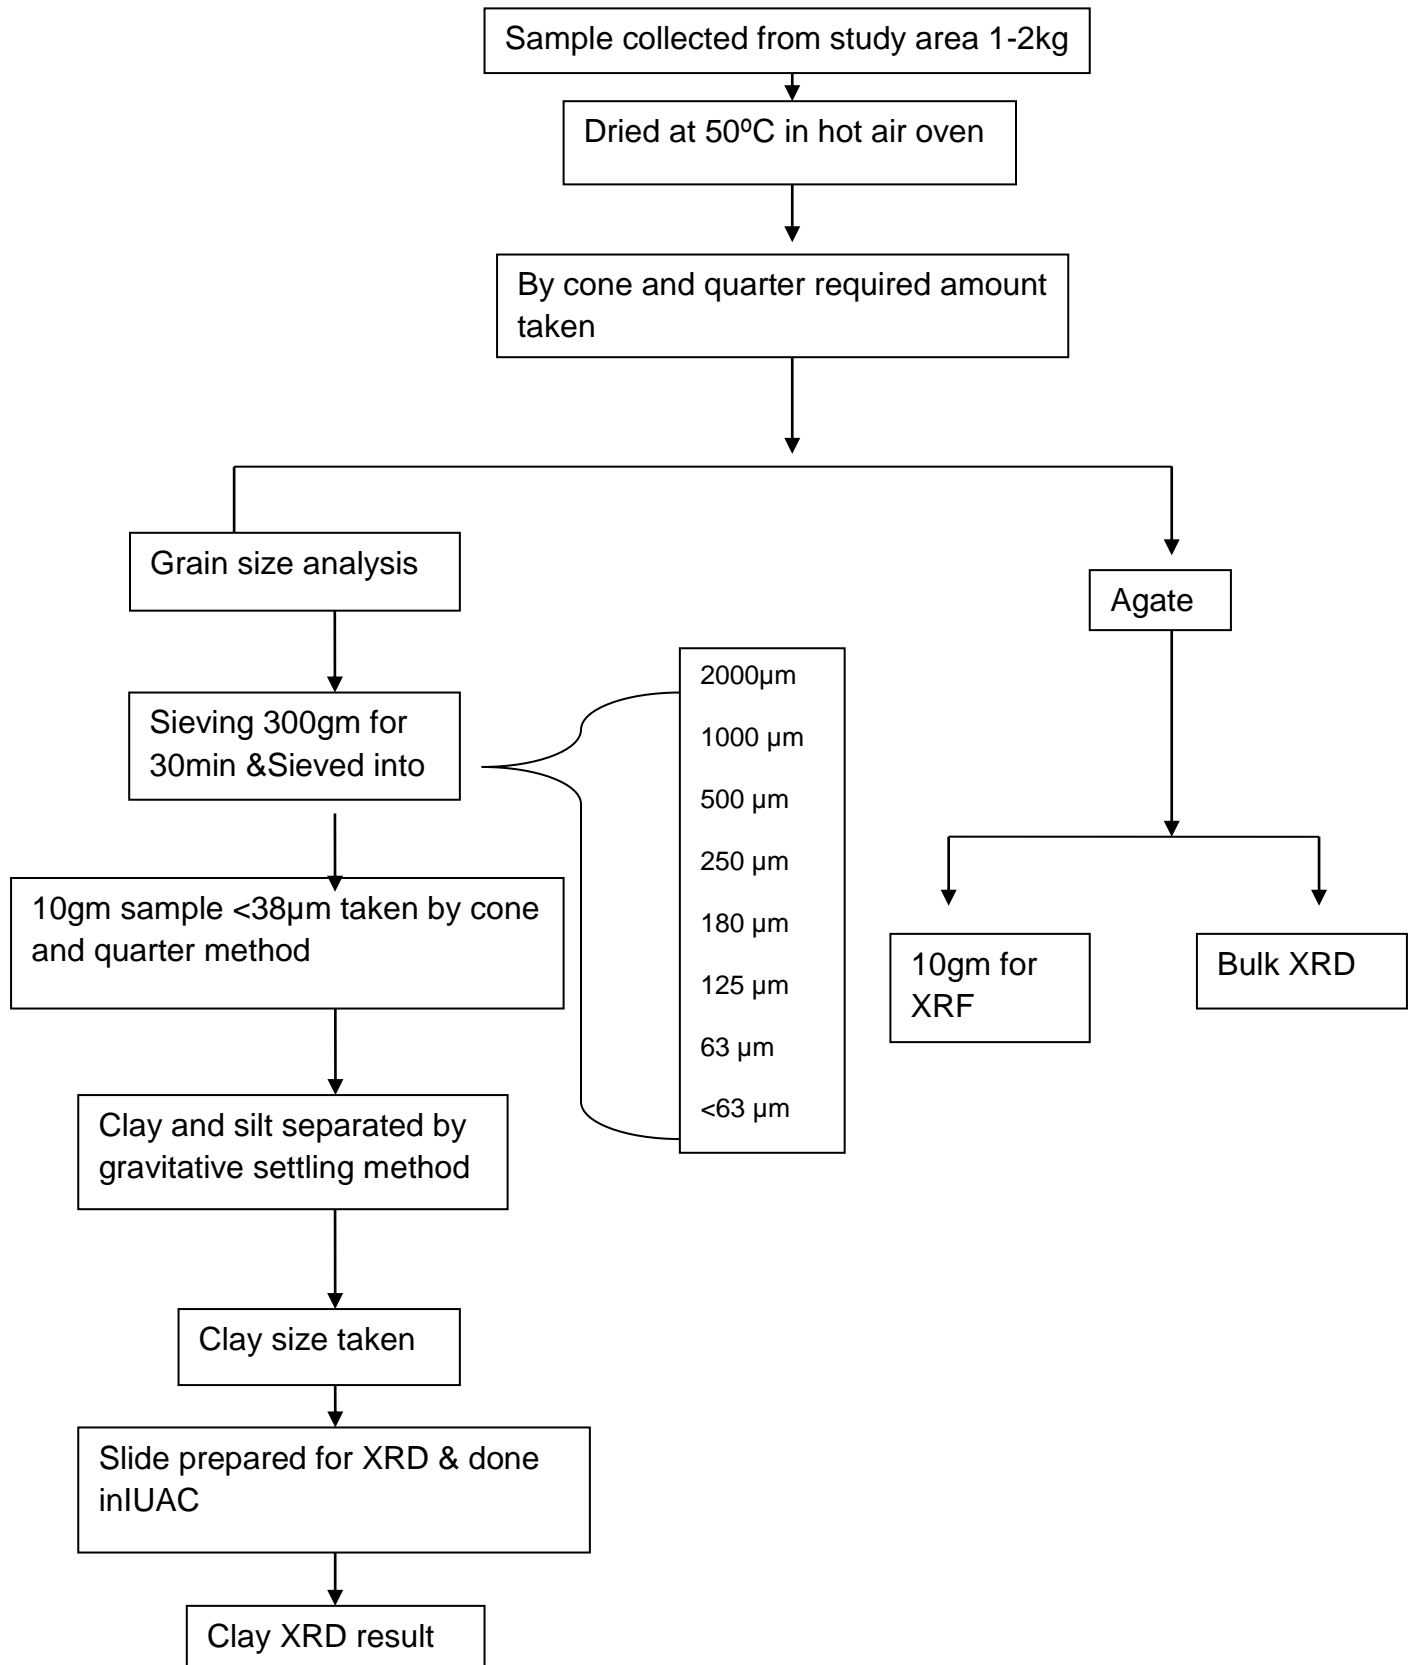 Sample collected from study area 1-2kg
Dried at 50⁰C in hot air oven
By cone and quarter required amount
taken
Grain size analysis
Agate
Sieving 300gm for
30min &Sieved into
2000µm
1000 µm
500 µm
250 µm
180 µm
125 µm
63 µm
<63 µm
10gm sample <38µm taken by cone
and quarter method
10gm for
XRF
Bulk XRD
Clay and silt separated by
gravitative settling method
Clay size taken
Slide prepared for XRD & done
inIUAC
Clay XRD result